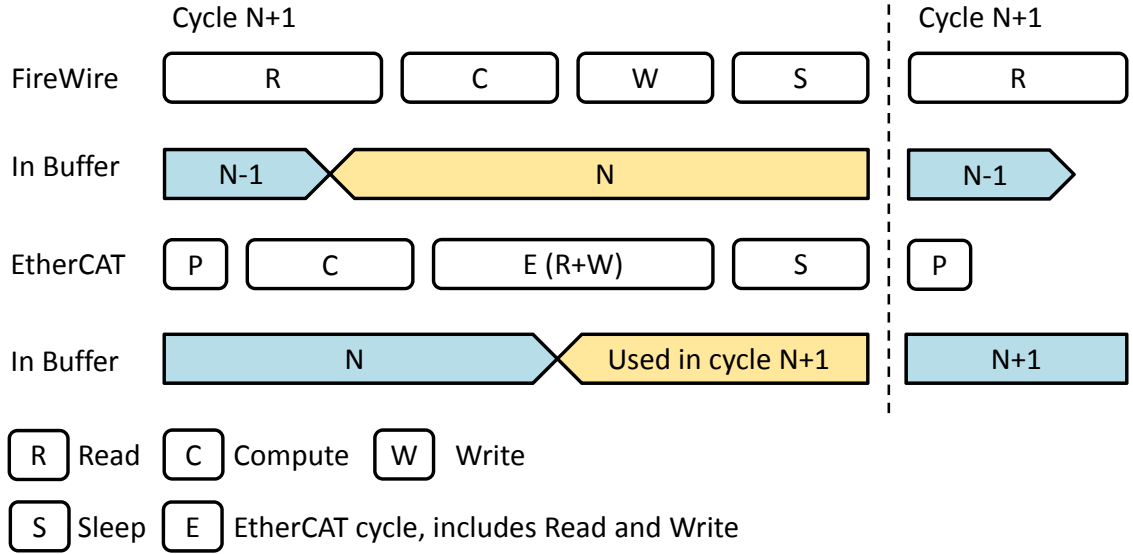 Cycle N+1 Cycle N+1
FireWire R C W S R
In Buffer N-1 N N-1
EtherCAT P C E (R+W) S P
In Buffer N Used in cycle N+1 N+1
R Read C Compute W Write
S Sleep E EtherCAT cycle, includes Read and Write